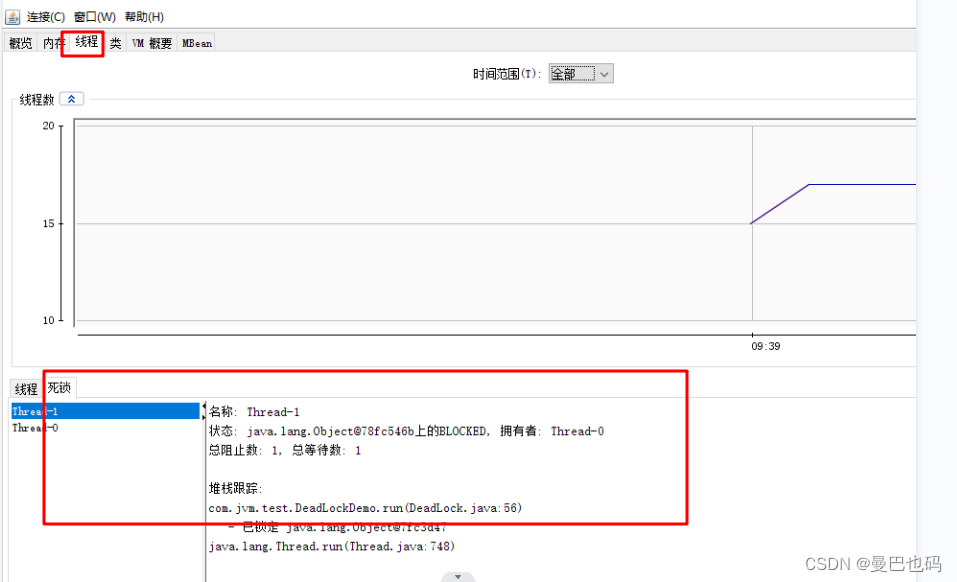 连接(C) 窗口(W) 帮助(H)
概览 内存 线程 类 VM 概要 MBean
时间范围(T): 全部
线程数
20
15
10
09:39
线程 死锁
Thread-1
Thread-0
名称: Thread-1
状态: java.lang.Object@78fc546b上的BLOCKED, 拥有者: Thread-0
总阻止数: 1, 总等待数: 1
堆栈跟踪:
com.jvm.test.DeadLockDemo.run(DeadLock.java:56)
- 已锁定 java.lang.Object@7fc3d47
java.lang.Thread.run(Thread.java:748)
CSDN @曼巴也码